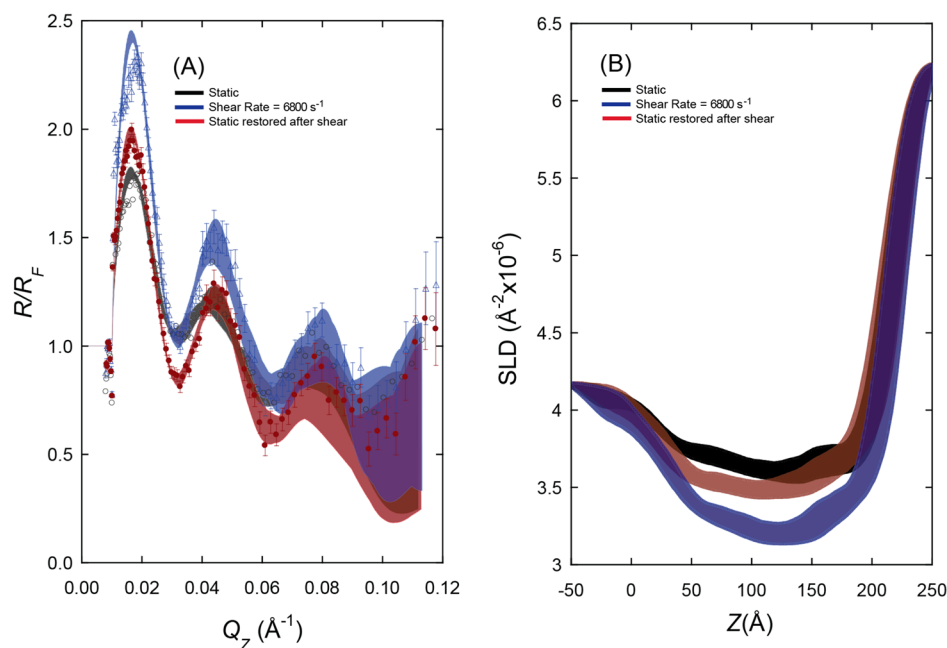 (A)
Static
Shear Rate = 6800 s⁻¹
Static restored after shear
R/R_F
2.5
2.0
1.5
1.0
0.5
0.0
0.00 0.02 0.04 0.06 0.08 0.10 0.12
Q_Z (Å⁻¹)
(B)
Static
Shear Rate = 6800 s⁻¹
Static restored after shear
SLD (Å⁻²x10⁻⁶)
6.5
6
5.5
5
4.5
4
3.5
3
-50 0 50 100 150 200 250
Z(Å)